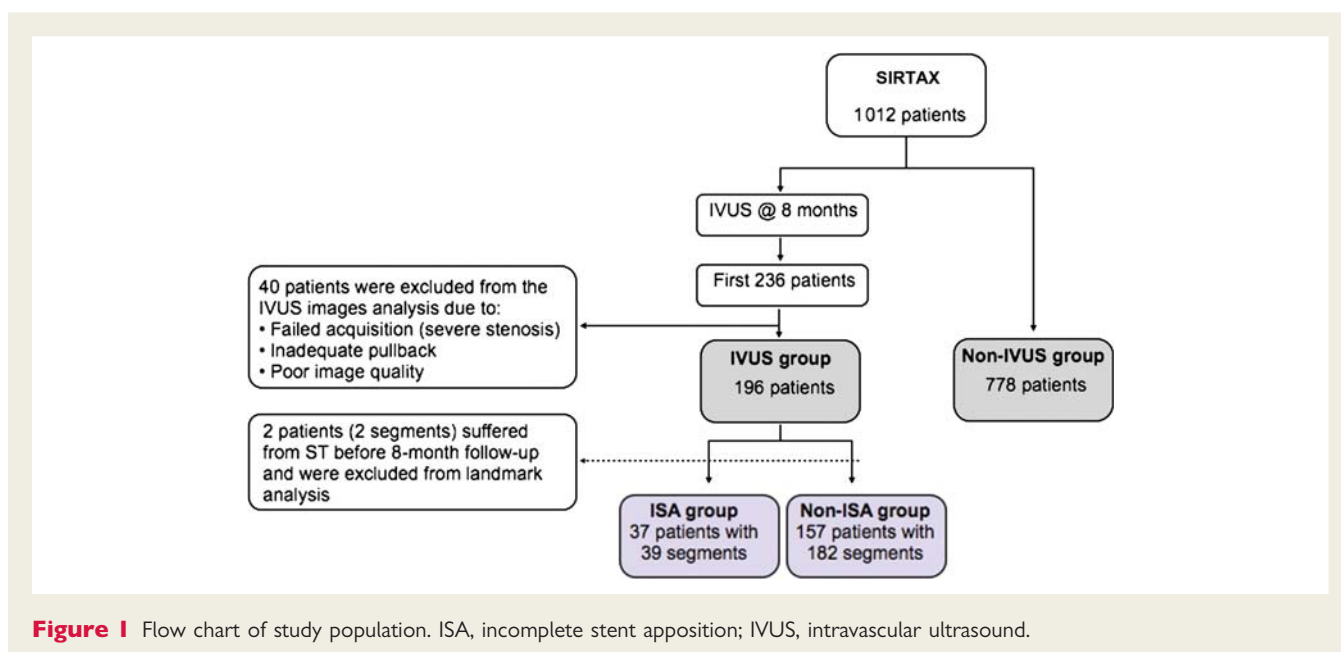 SIRTAX
1012 patients
IVUS @ 8 months
First 236 patients
40 patients were excluded from the
IVUS images analysis due to:
• Failed acquisition (severe stenosis)
• Inadequate pullback
• Poor image quality
IVUS group
196 patients
Non-IVUS group
778 patients
2 patients (2 segments) suffered
from ST before 8-month follow-up
and were excluded from landmark
analysis
ISA group
37 patients with
39 segments
Non-ISA group
157 patients with
182 segments
Figure 1 Flow chart of study population. ISA, incomplete stent apposition; IVUS, intravascular ultrasound.